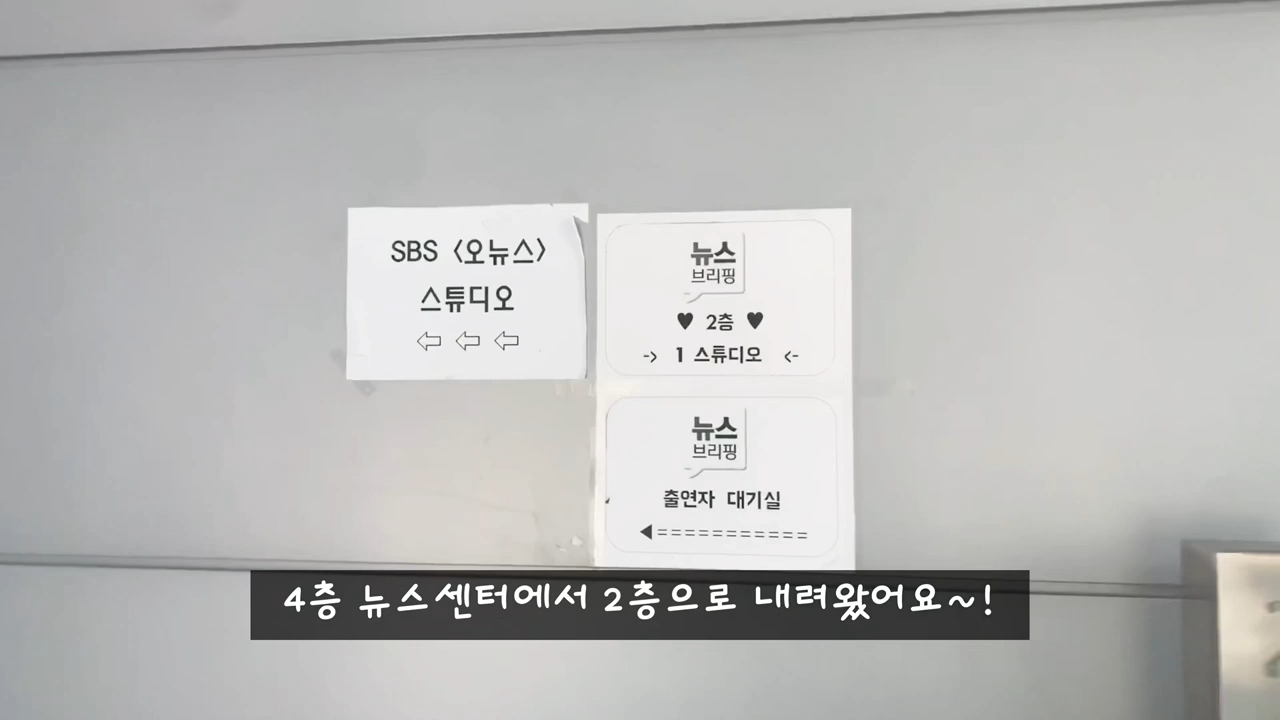 SBS <오뉴스>
스튜디오
⇦ ⇦ ⇦
뉴스
브리핑
♥ 2층 ♥
-> 1 스튜디오 <-
뉴스
브리핑
출연자 대기실
◀===========
4층 뉴스센터에서 2층으로 내려왔어요~!